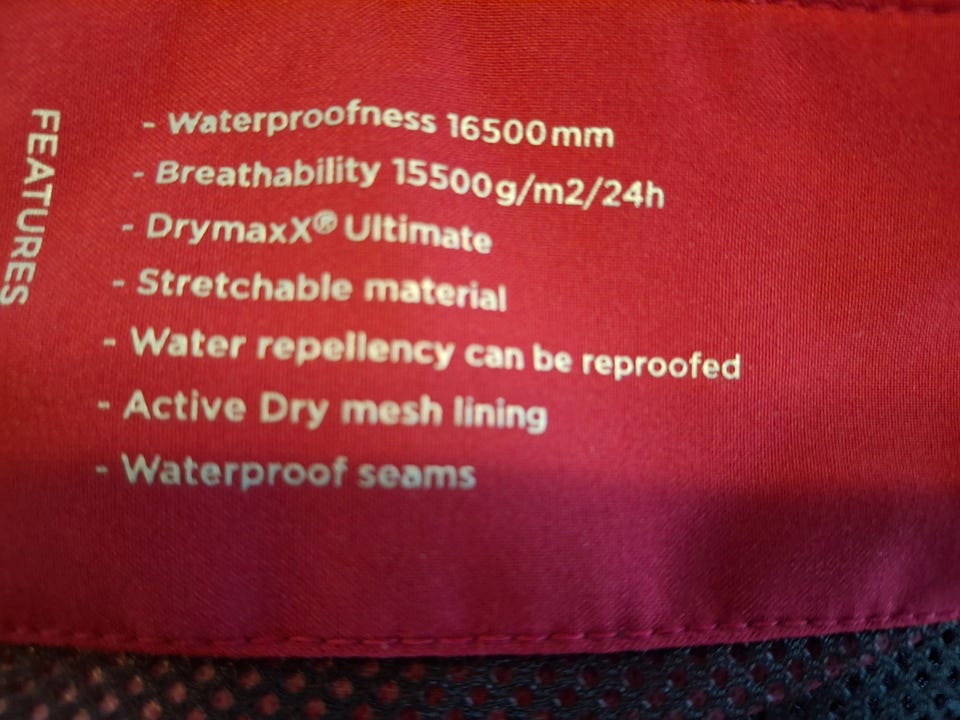 FEATURES
- Waterproofness 16500mm
- Breathability 15500g/m2/24h
- DrymaxX® Ultimate
- Stretchable material
- Water repellency can be reproofed
- Active Dry mesh lining
- Waterproof seams